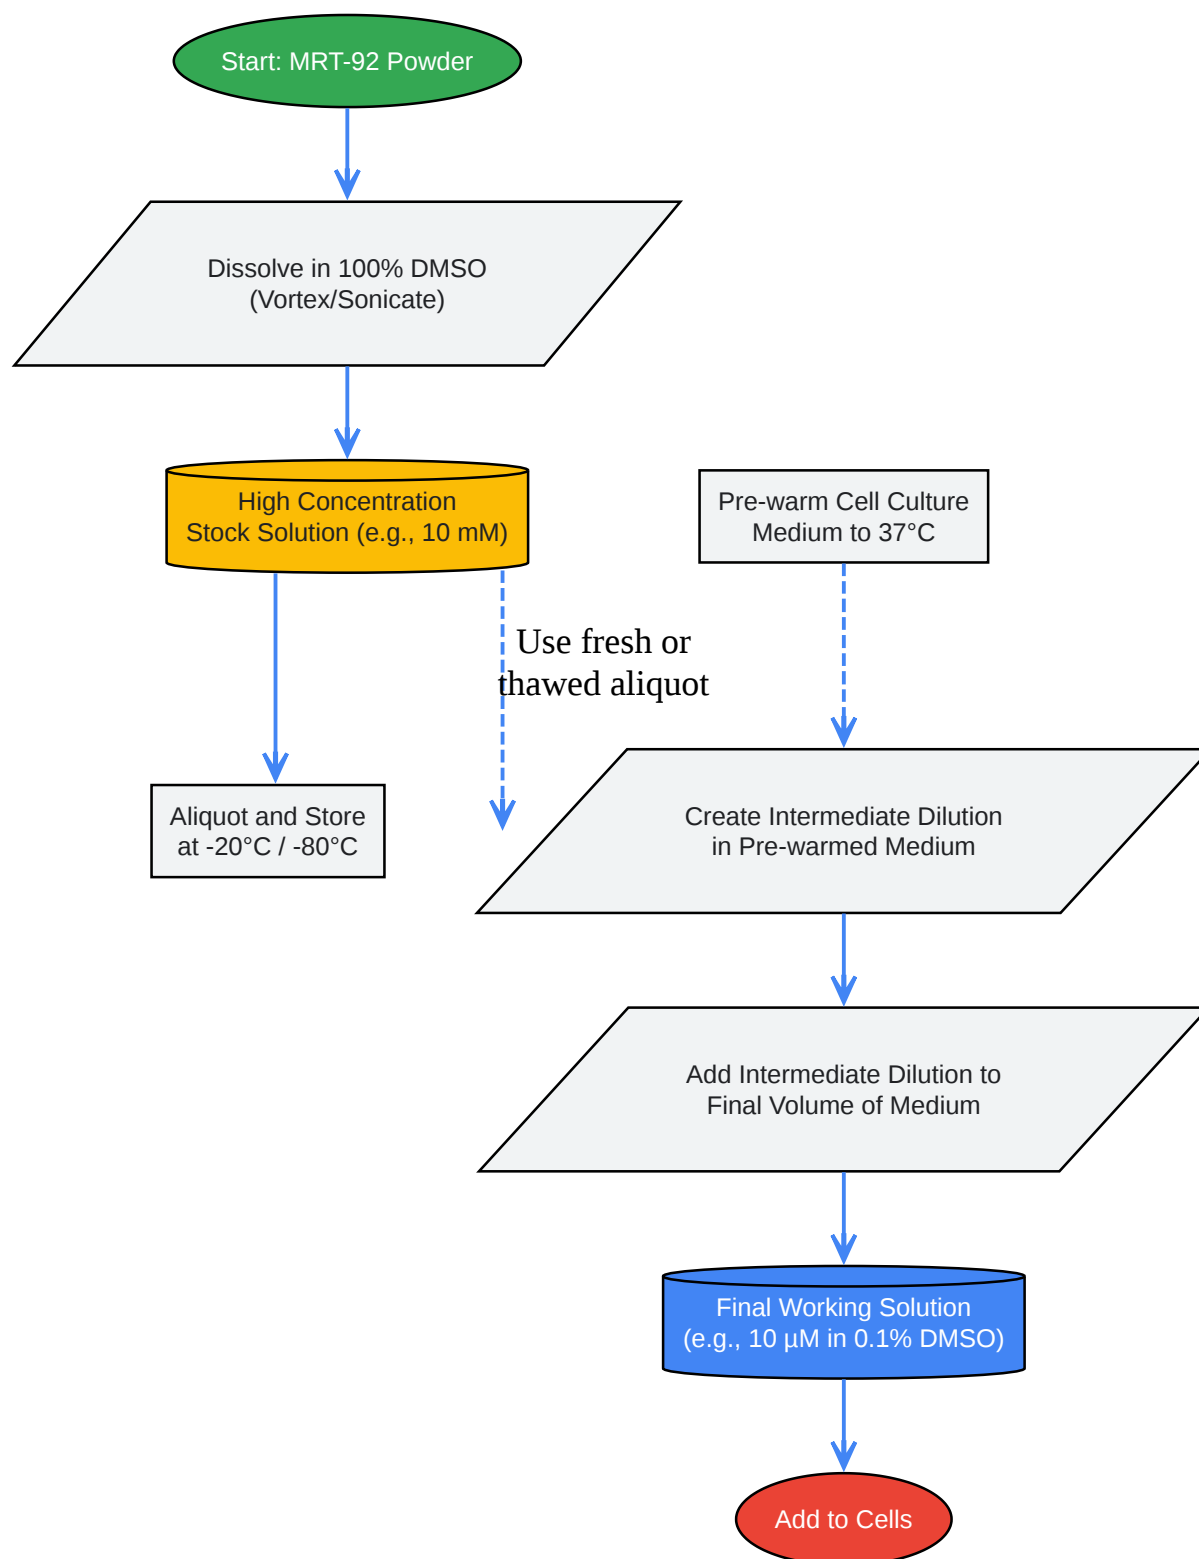 Start: MRT-92 Powder
Dissolve in 100% DMSO
(Vortex/Sonicate)
High Concentration
Stock Solution (e.g., 10 mM)
Pre-warm Cell Culture
Medium to 37°C
Use fresh or
thawed aliquot
Aliquot and Store
at -20°C / -80°C
Create Intermediate Dilution
in Pre-warmed Medium
Add Intermediate Dilution to
Final Volume of Medium
Final Working Solution
(e.g., 10 µM in 0.1% DMSO)
Add to Cells